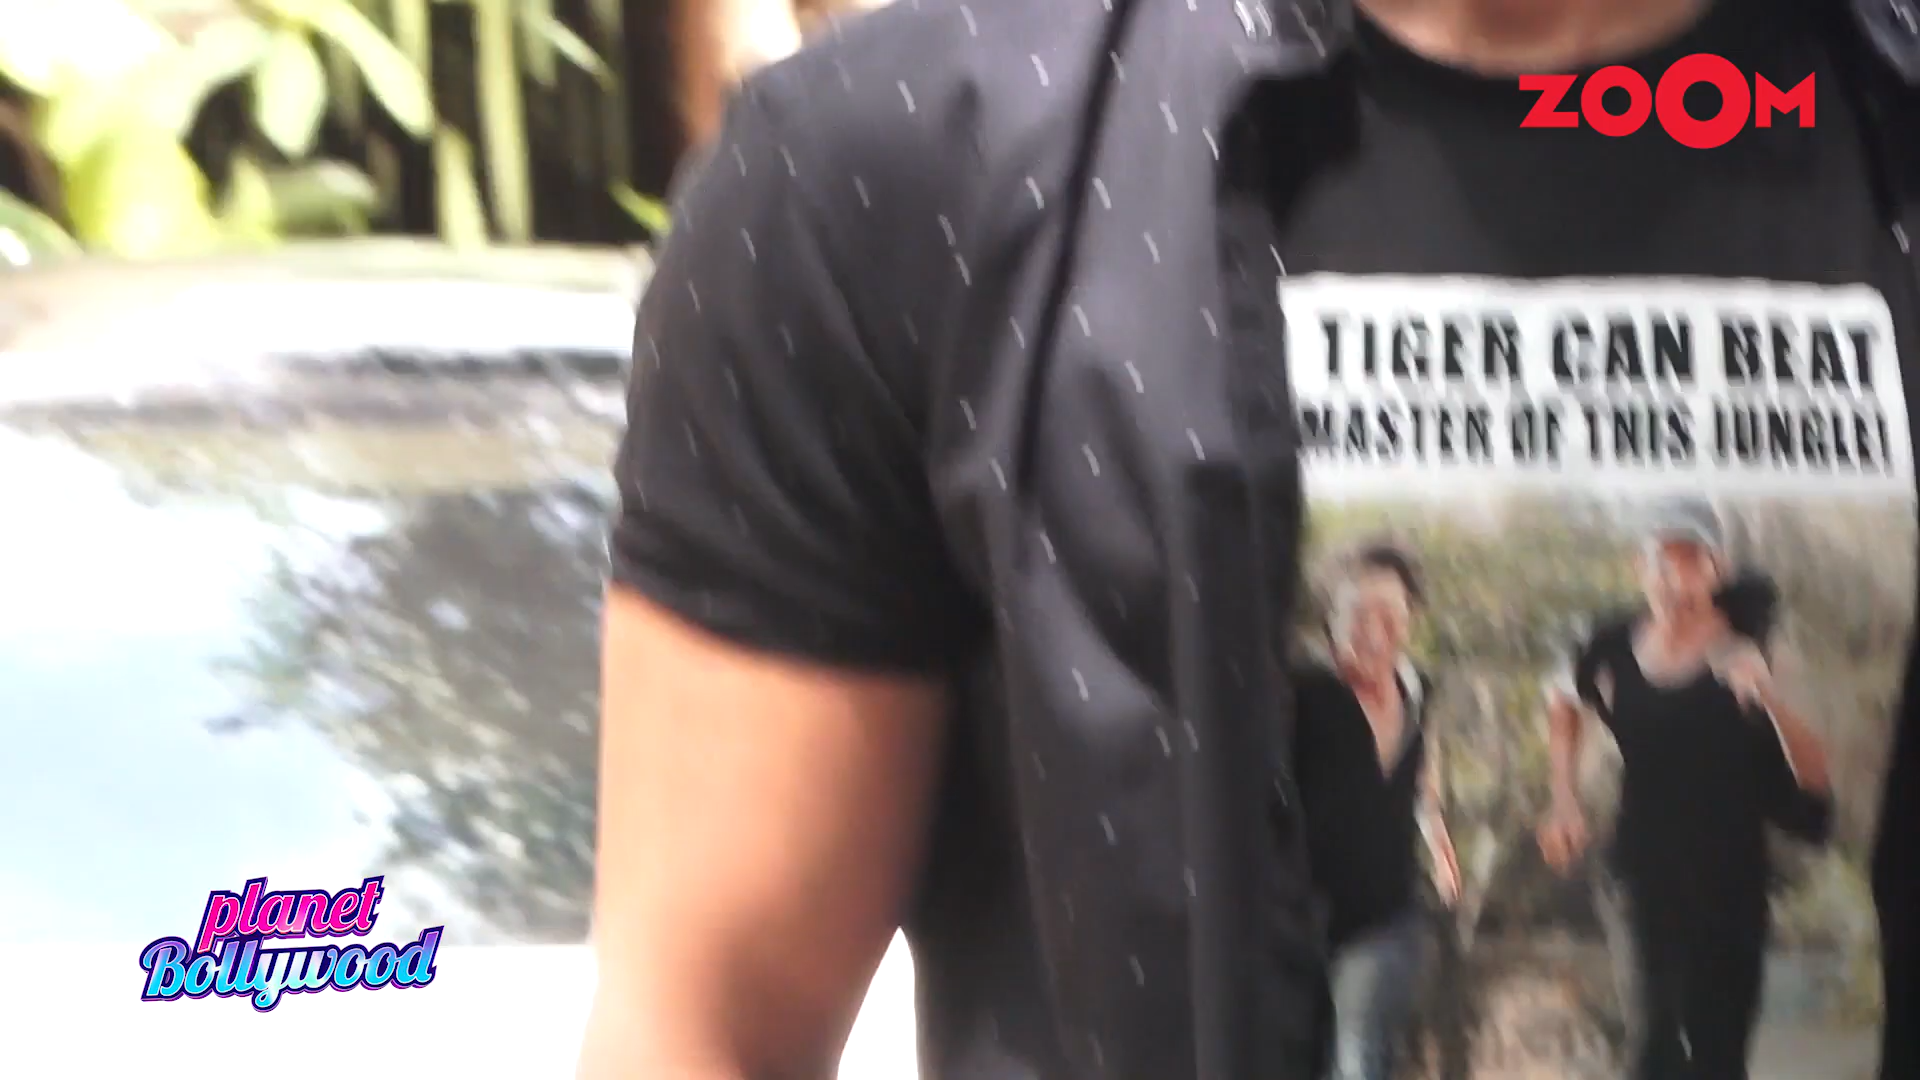 ZOOM
TIGER CAN BEAT
MASTER OF THIS JUNGLE!
planet
Bollywood